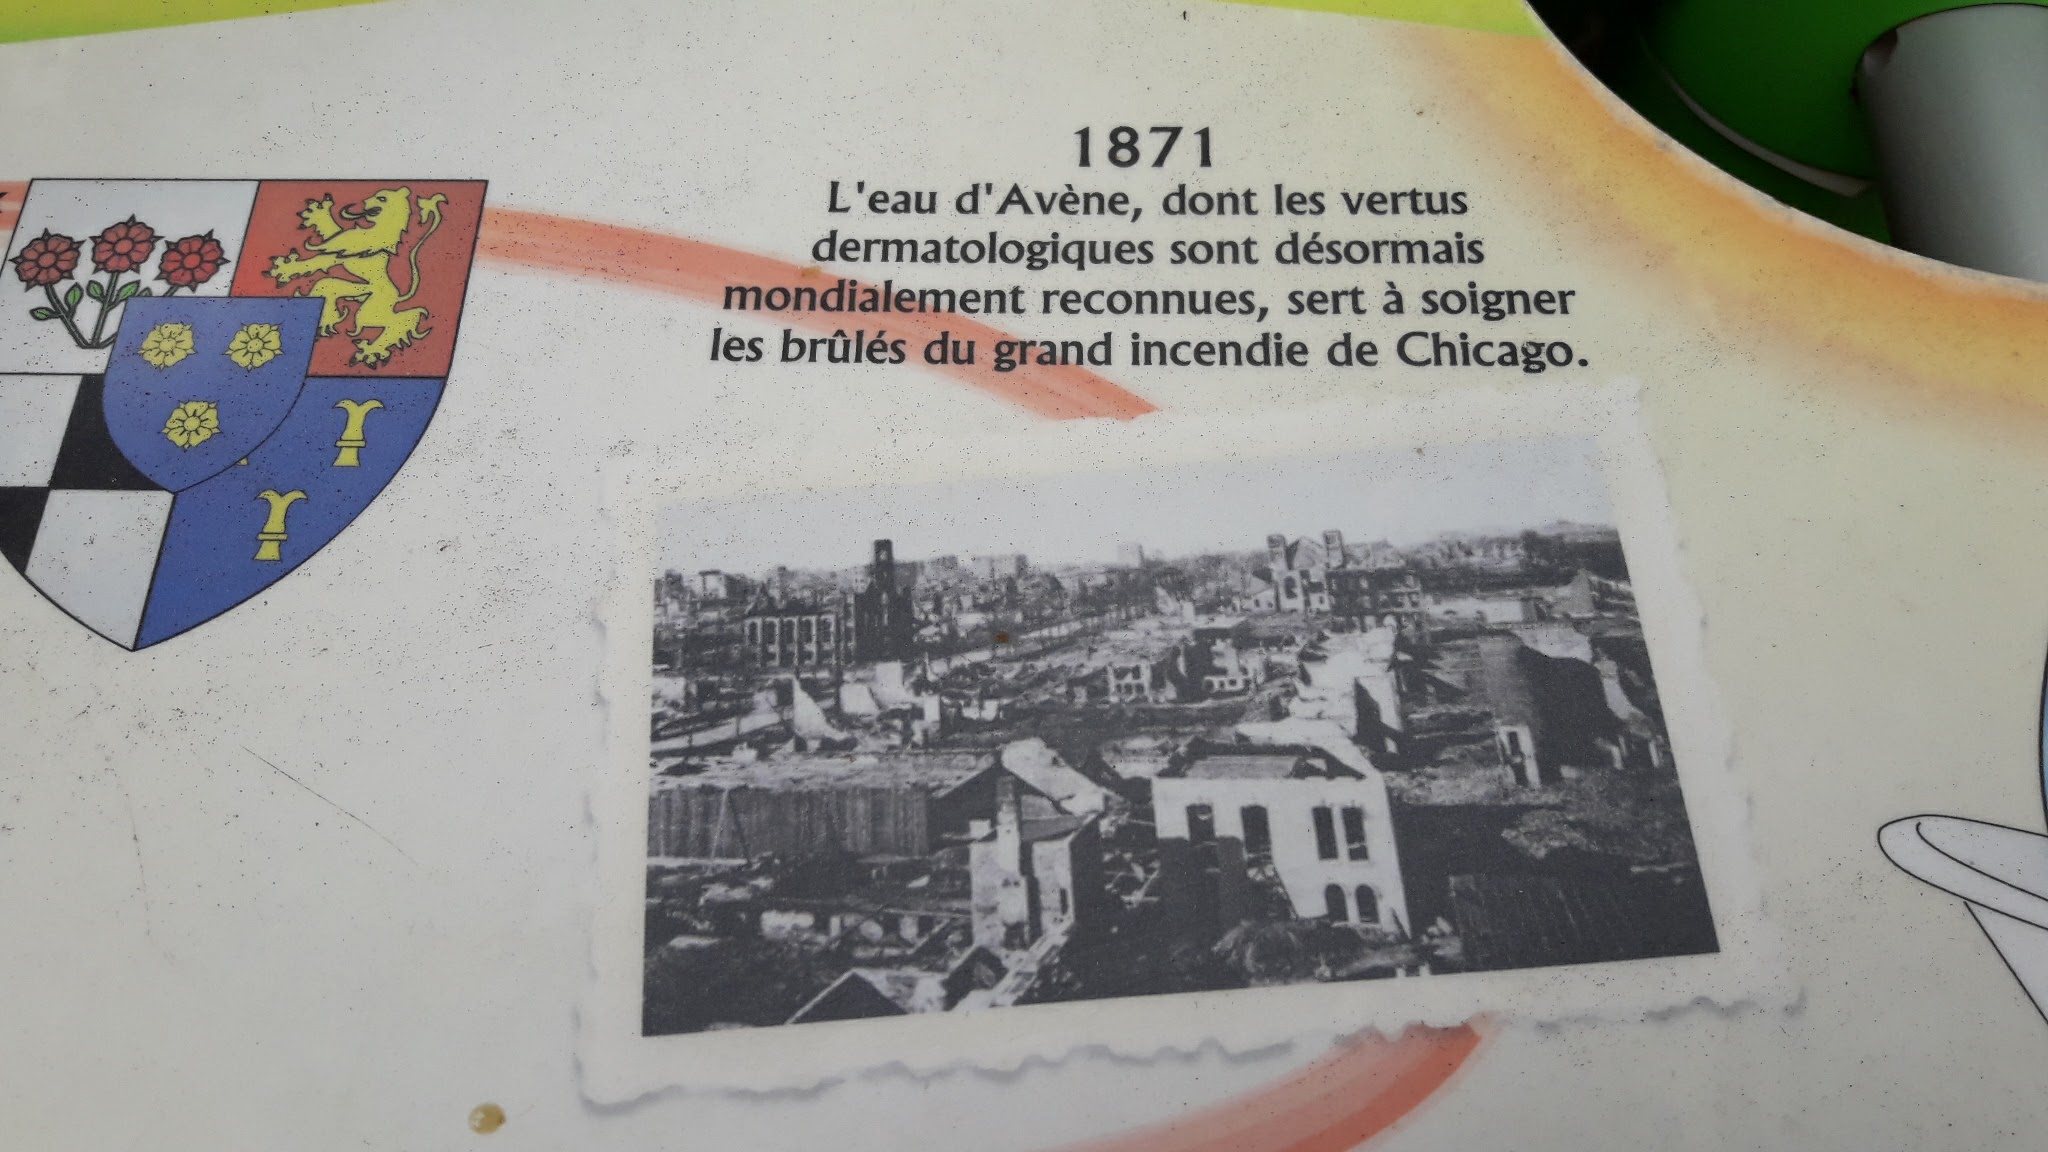 1871
L'eau d'Avène, dont les vertus
dermatologiques sont désormais
mondialement reconnues, sert à soigner
les brûlés du grand incendie de Chicago.